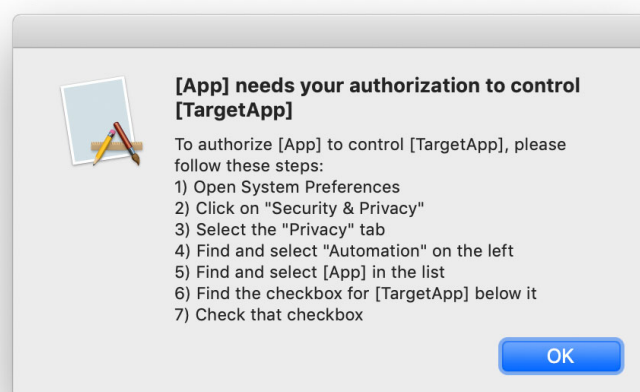 [App] needs your authorization to control
[TargetApp]
To authorize [App] to control [TargetApp], please
follow these steps:
1) Open System Preferences
2) Click on "Security & Privacy"
3) Select the "Privacy" tab
4) Find and select "Automation" on the left
5) Find and select [App] in the list
6) Find the checkbox for [TargetApp] below it
7) Check that checkbox
OK